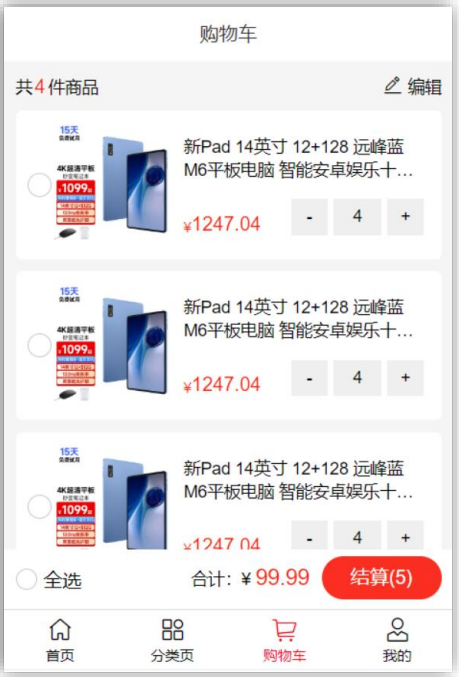 购物车
共4件商品
编辑
15天
免费试用
4K超清平板
1099
新Pad 14英寸 12+128 远峰蓝
M6平板电脑 智能安卓娱乐十...
¥1247.04
- 4 +
15天
免费试用
4K超清平板
1099
新Pad 14英寸 12+128 远峰蓝
M6平板电脑 智能安卓娱乐十...
¥1247.04
- 4 +
15天
免费试用
4K超清平板
1099
新Pad 14英寸 12+128 远峰蓝
M6平板电脑 智能安卓娱乐十...
¥1247.04
- 4 +
全选
合计：¥99.99
结算(5)
首页
分类页
购物车
我的